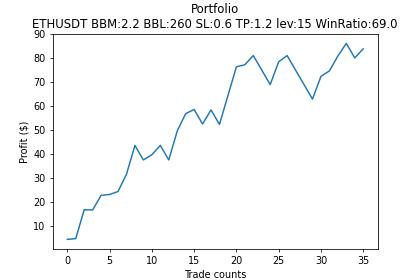 Portfolio
ETHUSDT BBM:2.2 BBL:260 SL:0.6 TP:1.2 lev:15 WinRatio:69.0
90
80
70
60
50
40
30
20
10
Profit ($)
0 5 10 15 20 25 30 35
Trade counts